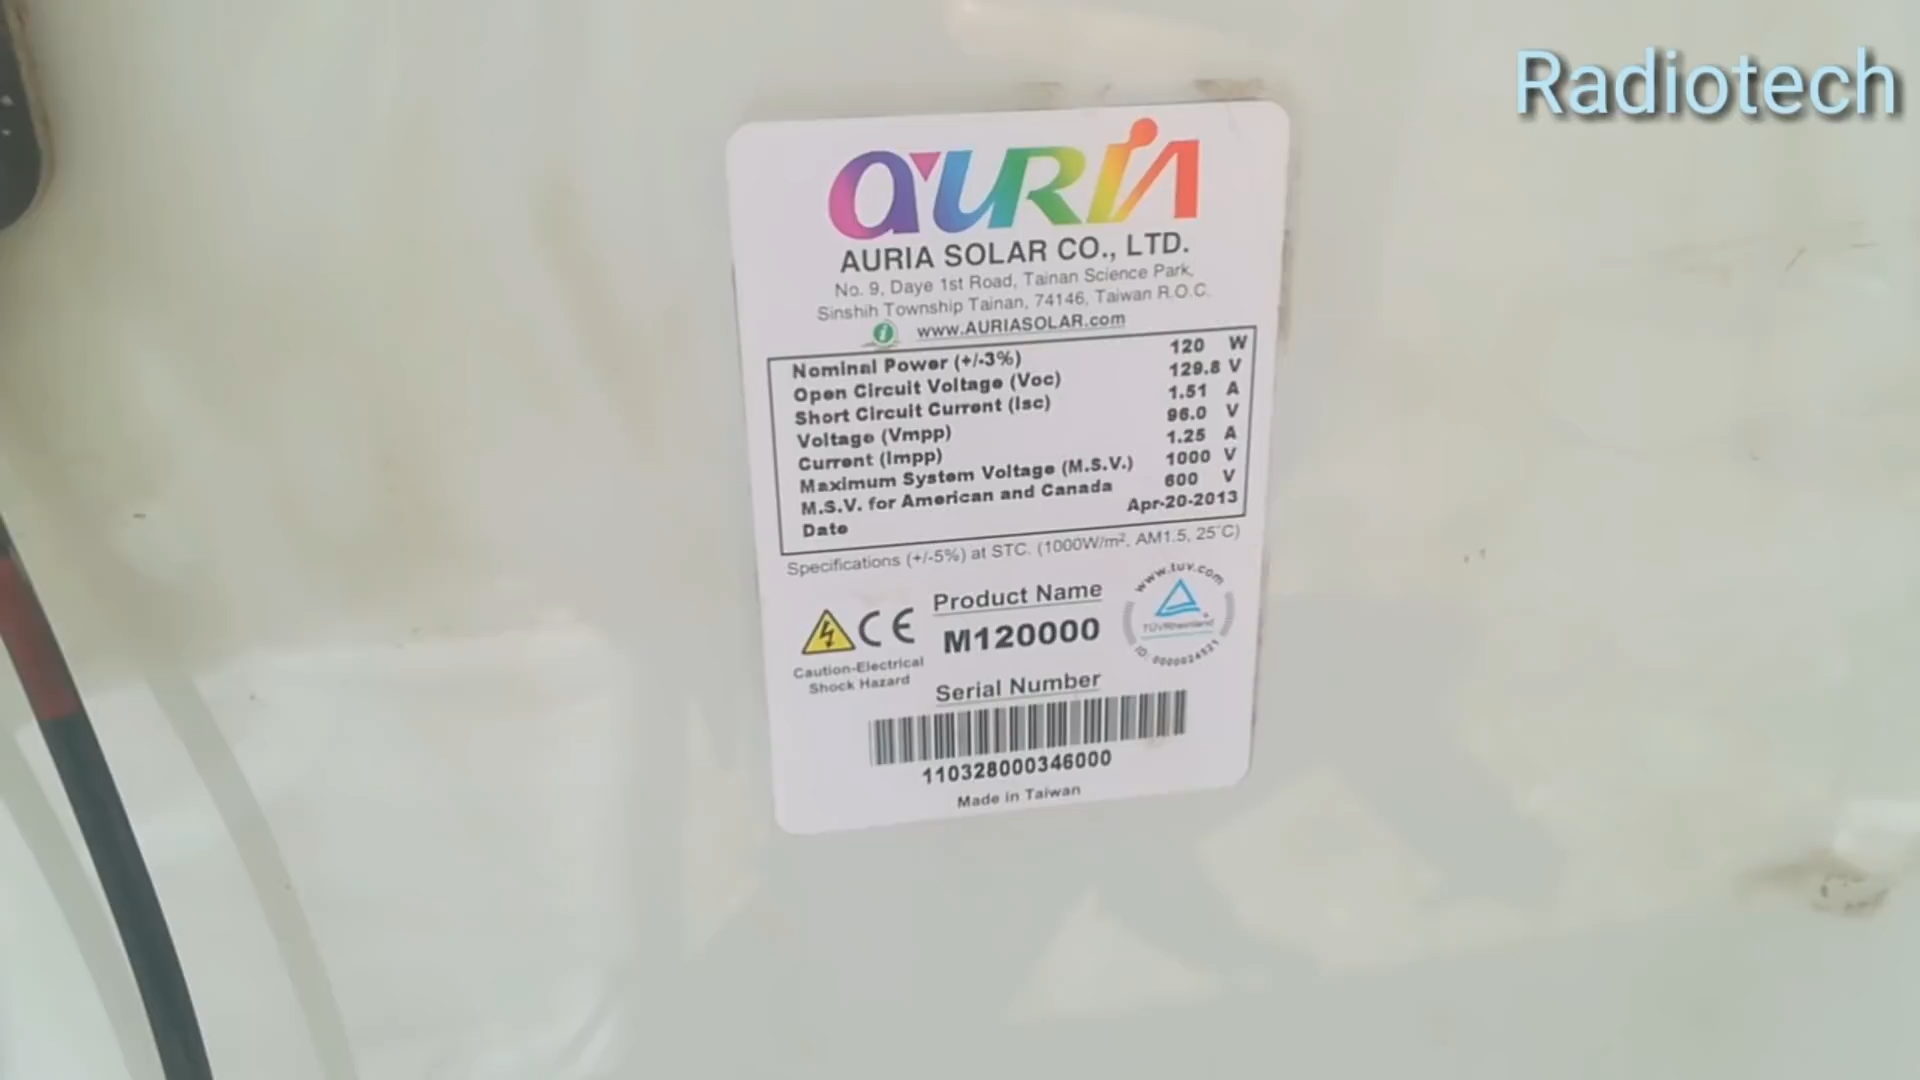 Radiotech
AURIA
AURIA SOLAR CO., LTD.
No. 9, Daye 1st Road, Tainan Science Park,
Sinshih Township Tainan, 74146, Taiwan R.O.C.
i www.AURIASOLAR.com
Nominal Power (+/-3%) 120 W
Open Circuit Voltage (Voc) 129.8 V
Short Circuit Current (Isc) 1.51 A
Voltage (Vmpp) 96.0 V
Current (Impp) 1.25 A
Maximum System Voltage (M.S.V.) 1000 V
M.S.V. for American and Canada 600 V
Date Apr-20-2013
Specifications (+/-5%) at STC. (1000W/m², AM1.5, 25°C)
CE
Caution-Electrical
Shock Hazard
Product Name
M120000
www.tuv.com
TÜVRheinland
ID: 0000024521
Serial Number
110328000346000
Made in Taiwan